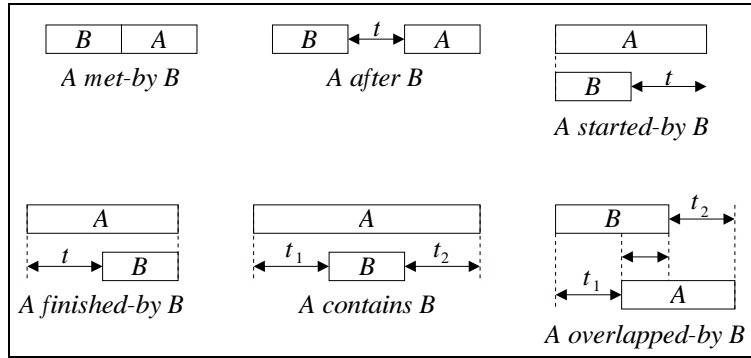 B A
A met-by B
B t A
A after B
A
B t
A started-by B
A
t B
A finished-by B
A
t1 B t2
A contains B
B t2
t1 A
A overlapped-by B